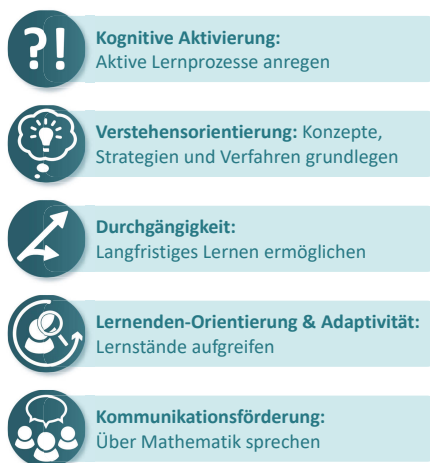 ?!
Kognitive Aktivierung:
Aktive Lernprozesse anregen
Verstehensorientierung: Konzepte,
Strategien und Verfahren grundlegen
Durchgängigkeit:
Langfristiges Lernen ermöglichen
Lernenden-Orientierung & Adaptivität:
Lernstände aufgreifen
Kommunikationsförderung:
Über Mathematik sprechen